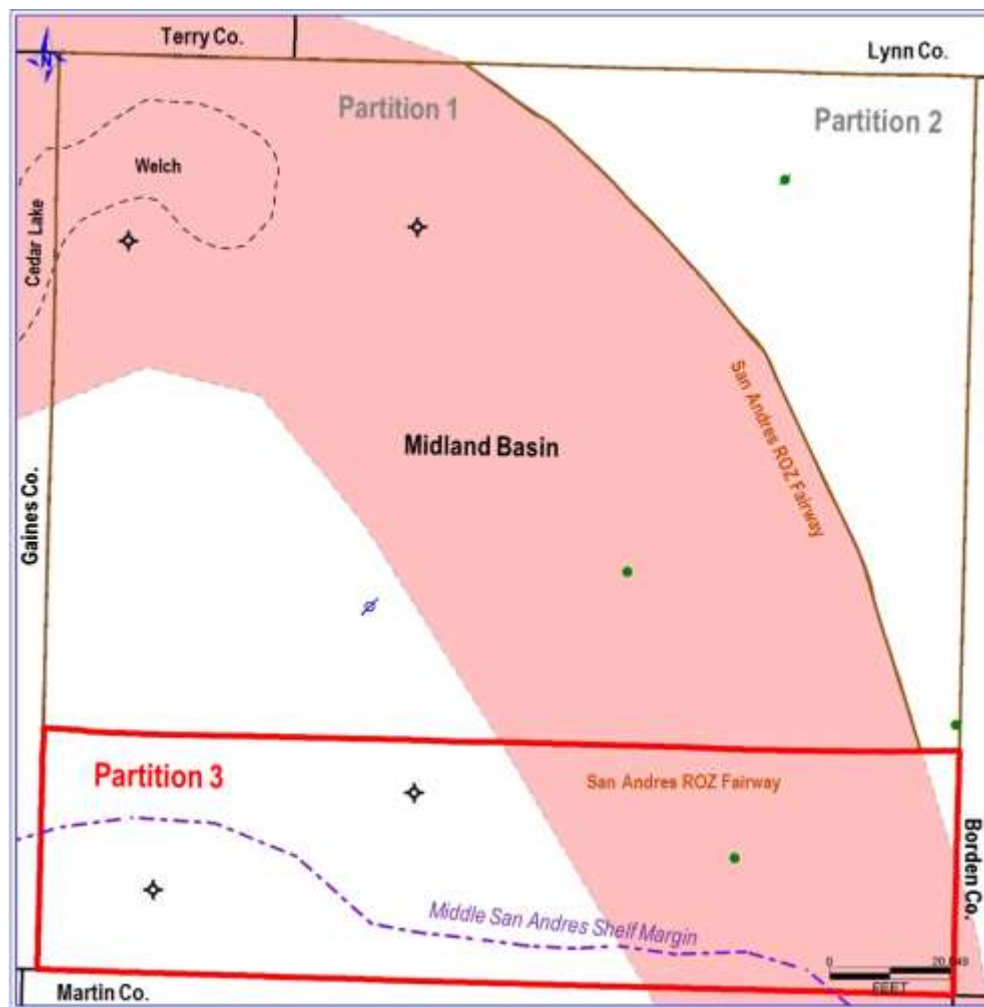 Terry Co.
Lynn Co.
N
Partition 1
Partition 2
Welch
Cedar Lake
San Andres ROZ Fairway
Midland Basin
Gaines Co.
Partition 3
San Andres ROZ Fairway
Borden Co.
Middle San Andres Shelf Margin
0
FEET
Martin Co.